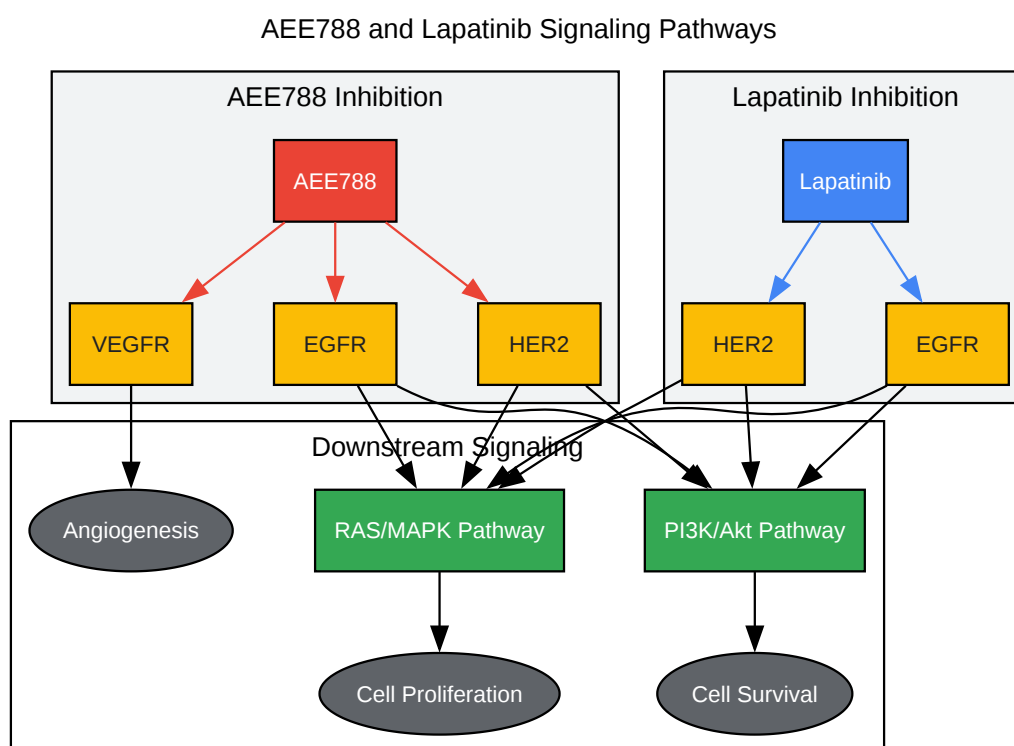 AEE788 and Lapatinib Signaling Pathways
AEE788 Inhibition
Lapatinib Inhibition
AEE788
Lapatinib
VEGFR
EGFR
HER2
HER2
EGFR
Downstream Signaling
Angiogenesis
RAS/MAPK Pathway
PI3K/Akt Pathway
Cell Proliferation
Cell Survival